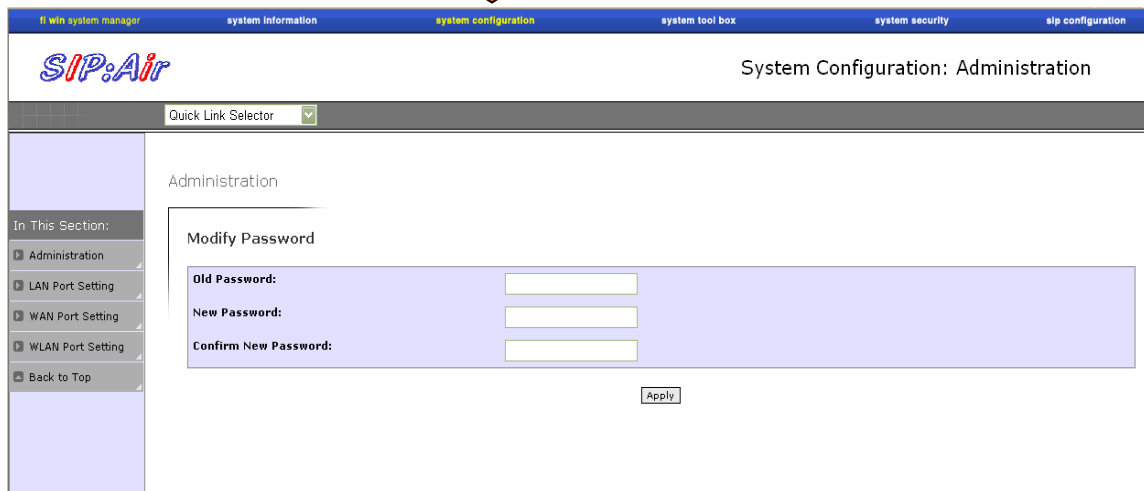 fi win system manager system information system configuration system tool box system security sip configuration
SIP:Air
System Configuration: Administration
Quick Link Selector
Administration
In This Section:
Administration
LAN Port Setting
WAN Port Setting
WLAN Port Setting
Back to Top
Modify Password
Old Password:
New Password:
Confirm New Password:
Apply